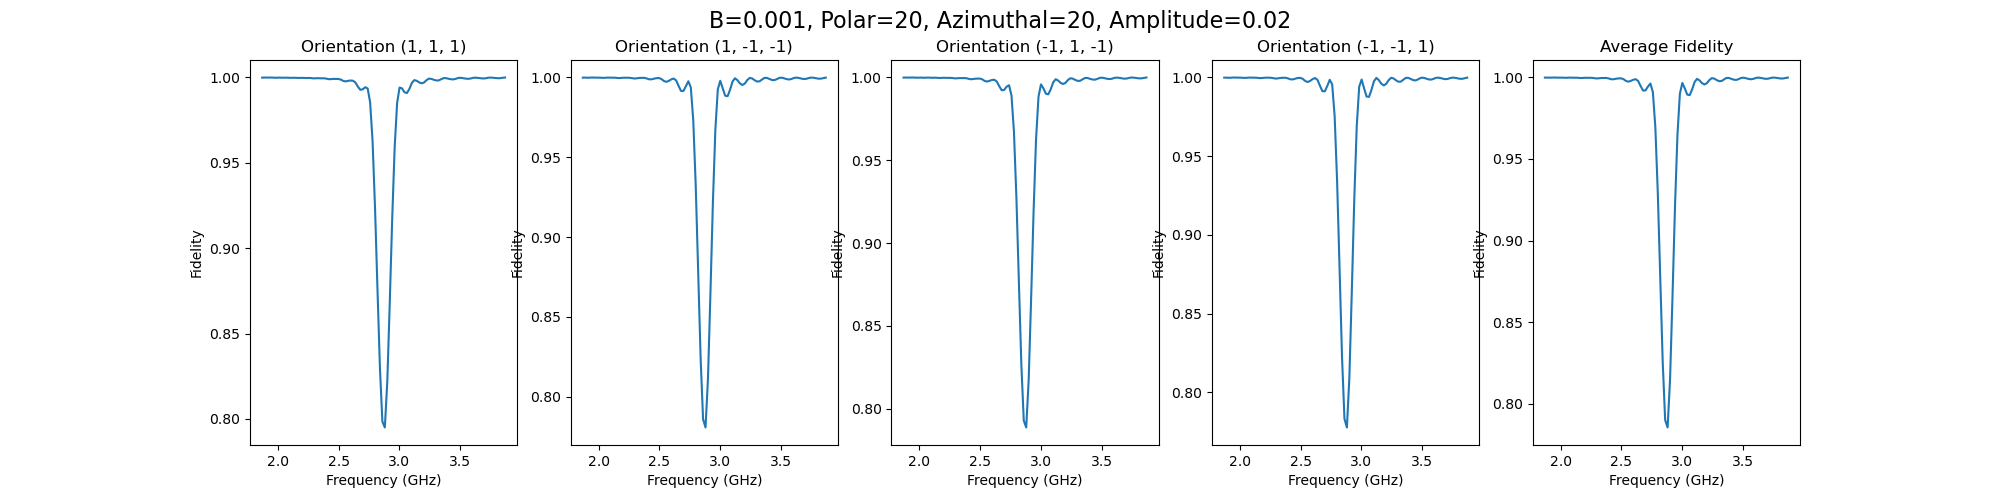 B=0.001, Polar=20, Azimuthal=20, Amplitude=0.02
Orientation (1, 1, 1)
1.00
0.95
0.90
0.85
0.80
Fidelity
2.0 2.5 3.0 3.5
Frequency (GHz)
Orientation (1, -1, -1)
1.00
0.95
0.90
0.85
0.80
Fidelity
2.0 2.5 3.0 3.5
Frequency (GHz)
Orientation (-1, 1, -1)
1.00
0.95
0.90
0.85
0.80
Fidelity
2.0 2.5 3.0 3.5
Frequency (GHz)
Orientation (-1, -1, 1)
1.00
0.95
0.90
0.85
0.80
Fidelity
2.0 2.5 3.0 3.5
Frequency (GHz)
Average Fidelity
1.00
0.95
0.90
0.85
0.80
Fidelity
2.0 2.5 3.0 3.5
Frequency (GHz)